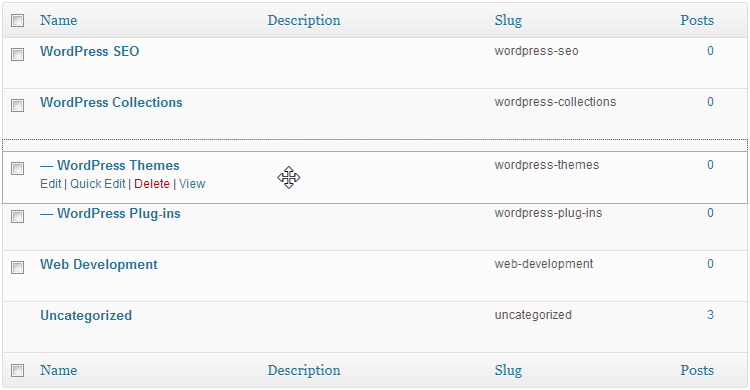 Name Description Slug Posts
WordPress SEO wordpress-seo 0
WordPress Collections wordpress-collections 0
— WordPress Themes wordpress-themes 0
Edit | Quick Edit | Delete | View
— WordPress Plug-ins wordpress-plug-ins 0
Web Development web-development 0
Uncategorized uncategorized 3
Name Description Slug Posts